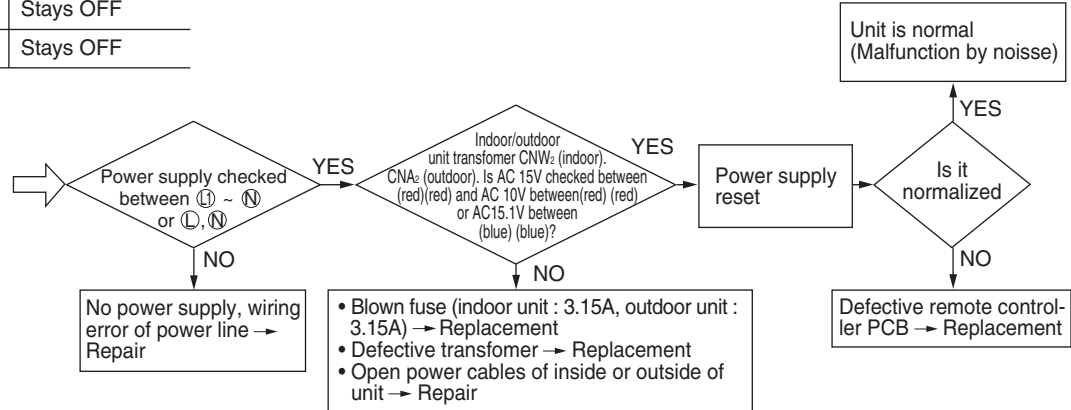 Stays OFF
Stays OFF
Power supply checked
between Ⓛ1 ~ Ⓝ
or Ⓛ, Ⓝ
YES
NO
No power supply, wiring
error of power line →
Repair
Indoor/outdoor
unit transfomer CNW₂ (indoor).
CNA₂ (outdoor). Is AC 15V checked between
(red)(red) and AC 10V between(red) (red)
or AC15.1V between
(blue) (blue)?
YES
NO
• Blown fuse (indoor unit : 3.15A, outdoor unit :
3.15A) → Replacement
• Defective transfomer → Replacement
• Open power cables of inside or outside of
unit → Repair
Power supply
reset
Is it
normalized
YES
Unit is normal
(Malfunction by noisse)
NO
Defective remote control-
ler PCB → Replacement